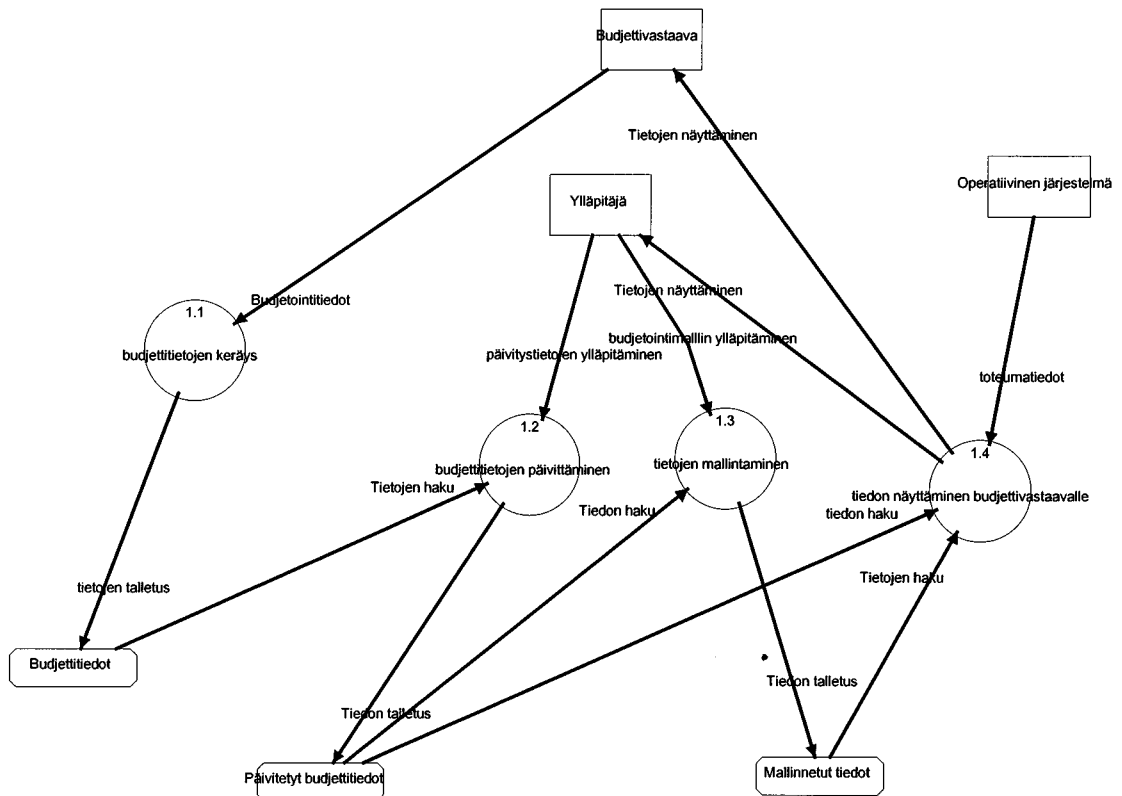 Budjettivastaava
Tietojen näyttäminen
Operatiivinen järjestelmä
Ylläpitäjä
Tietojen näyttäminen
Budjetointitiedot
1.1
budjettitietojen keräys
budjetointimalllin ylläpitäminen
päivitystietojen ylläpitäminen
toteumatiedot
1.2
budjettitietojen päivittäminen
1.3
tietojen mallintaminen
1.4
tiedon näyttäminen budjettivastaavalle
Tietojen haku
Tiedon haku
tiedon haku
Tietojen haku
tietojen talletus
Budjettitiedot
Tiedon talletus
Tiedon talletus
Päivitetyt budjettitiedot
Mallinnetut tiedot